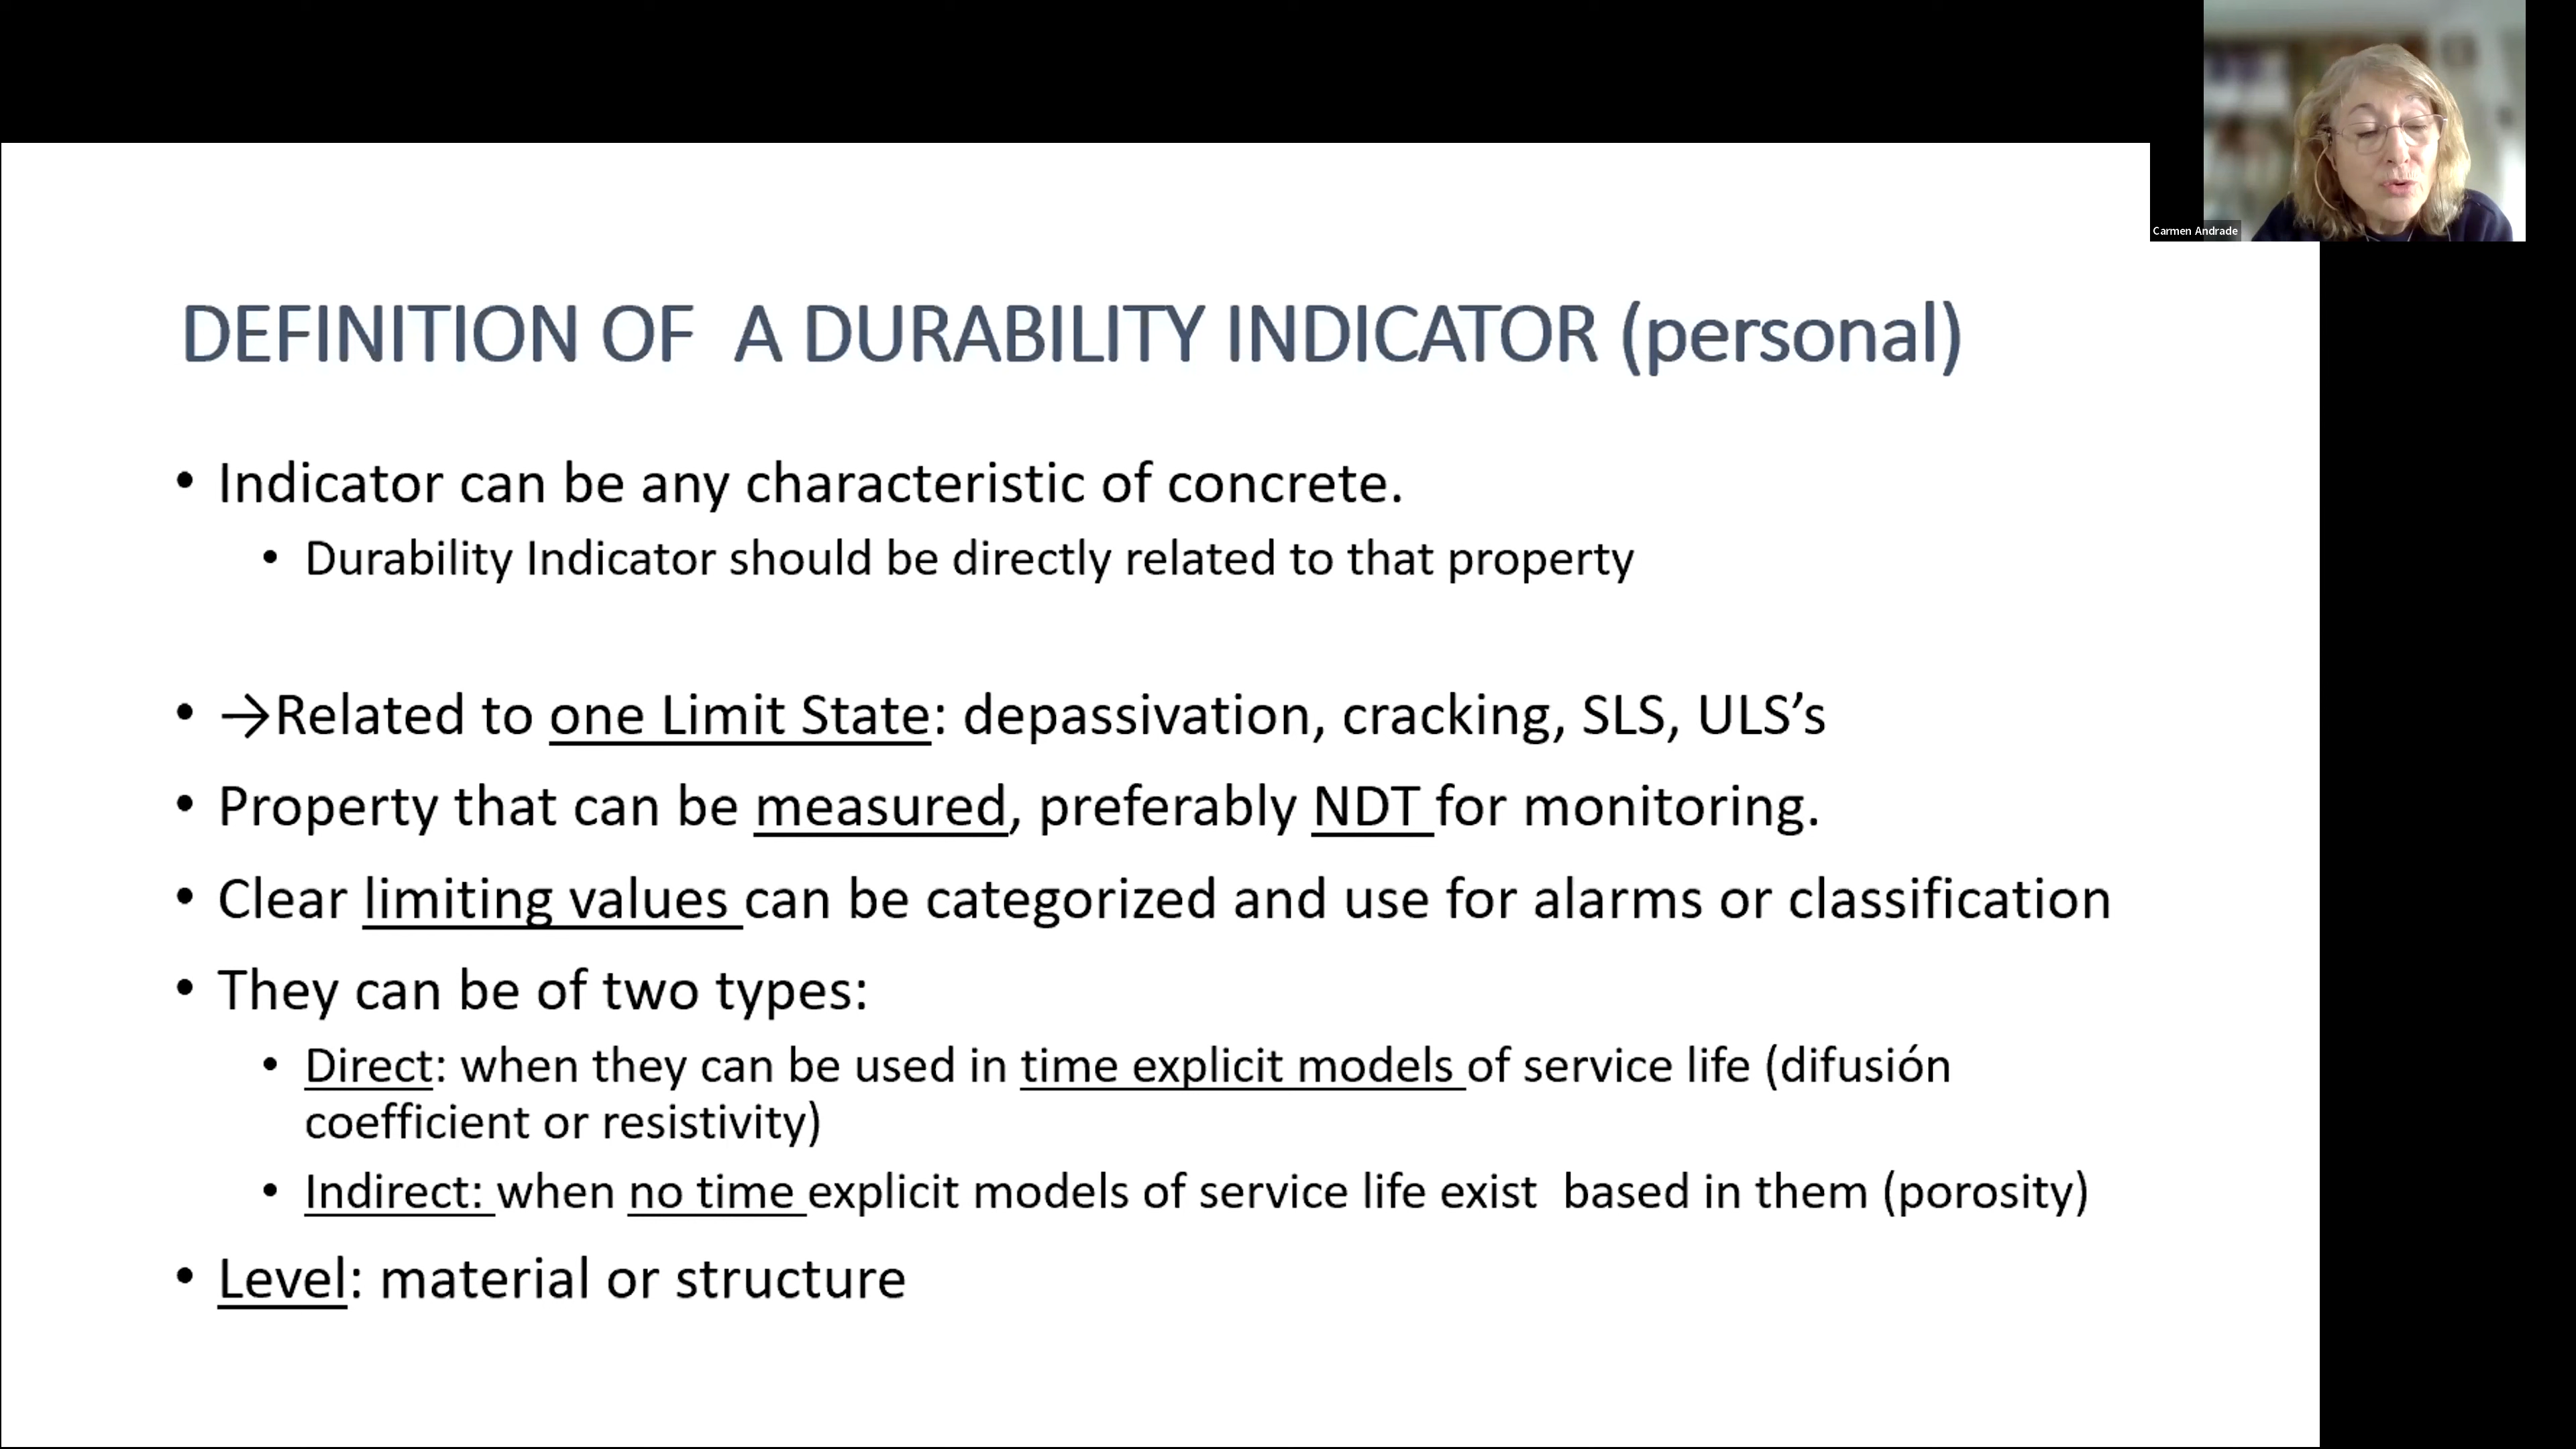 Carmen Andrade
DEFINITION OF A DURABILITY INDICATOR (personal)
• Indicator can be any characteristic of concrete.
• Durability Indicator should be directly related to that property
• →Related to one Limit State: depassivation, cracking, SLS, ULS’s
• Property that can be measured, preferably NDT for monitoring.
• Clear limiting values can be categorized and use for alarms or classification
• They can be of two types:
• Direct: when they can be used in time explicit models of service life (difusión
coefficient or resistivity)
• Indirect: when no time explicit models of service life exist based in them (porosity)
• Level: material or structure